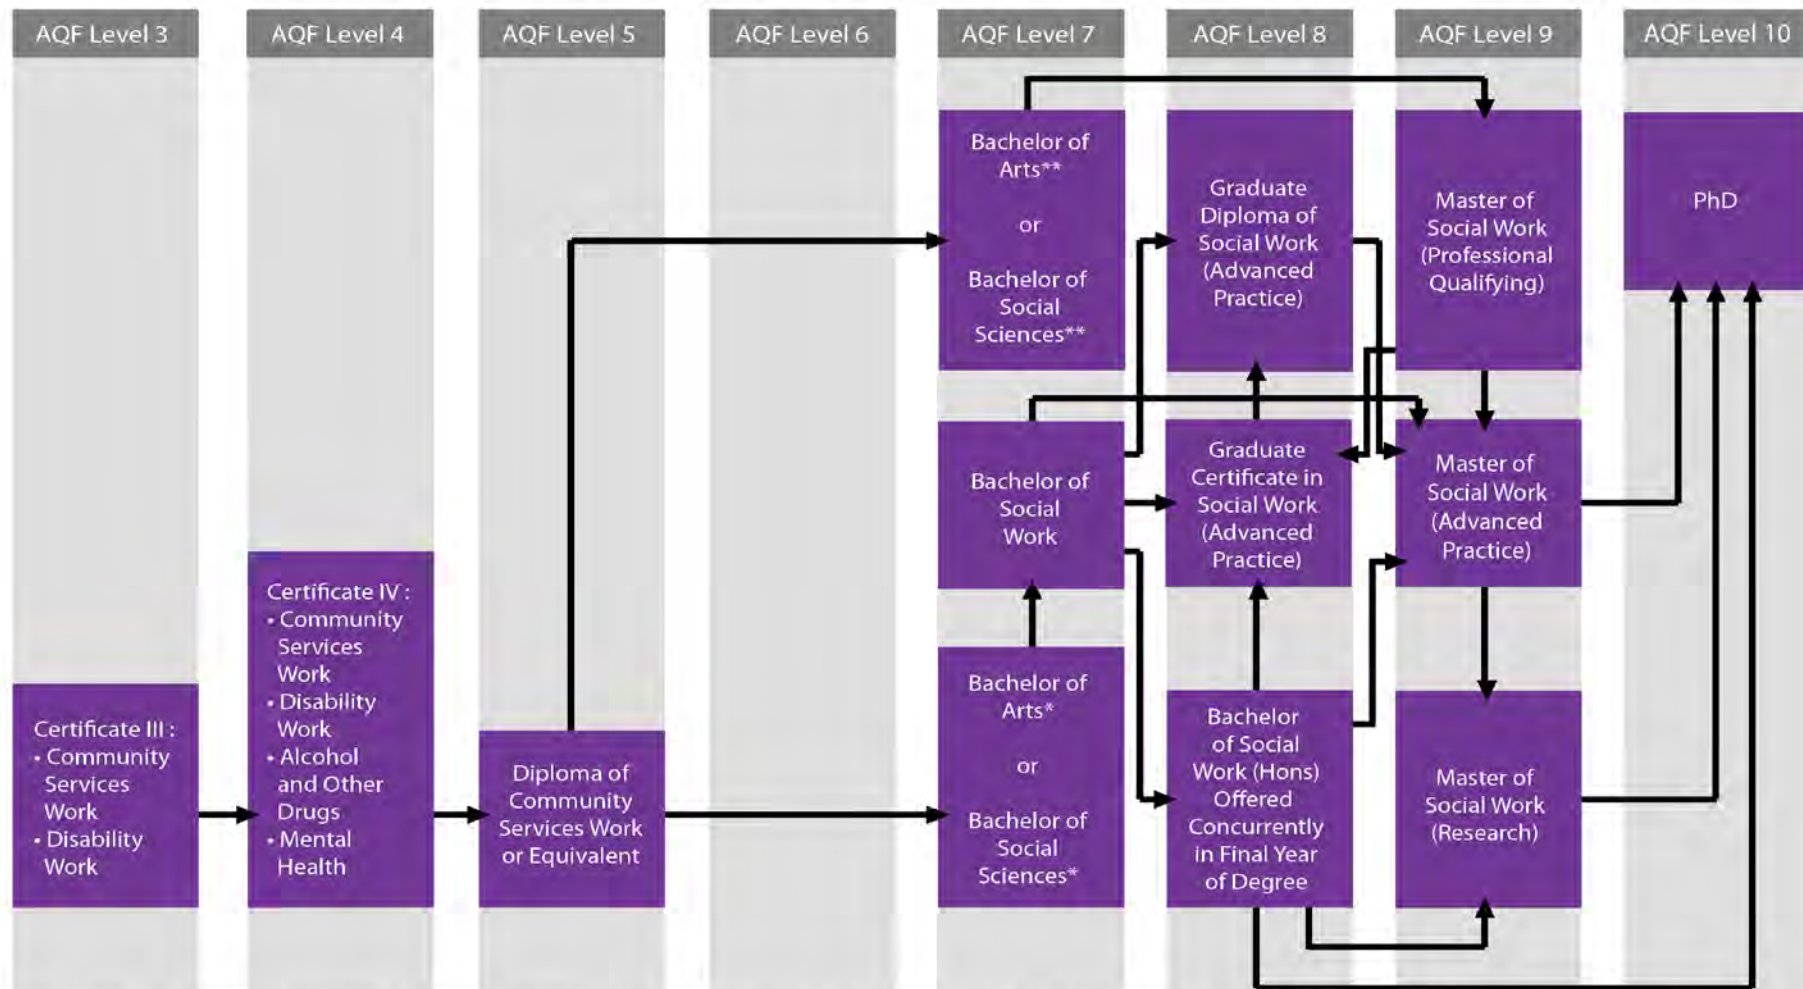 AQF Level 3
AQF Level 4
AQF Level 5
AQF Level 6
AQF Level 7
AQF Level 8
AQF Level 9
AQF Level 10
Certificate III :
• Community
Services
Work
• Disability
Work
Certificate IV :
• Community
Services
Work
• Disability
Work
• Alcohol
and Other
Drugs
• Mental
Health
Diploma of
Community
Services Work
or Equivalent
Bachelor of
Arts**
or
Bachelor of
Social
Sciences**
Bachelor of
Social
Work
Bachelor of
Arts*
or
Bachelor of
Social
Sciences*
Graduate
Diploma of
Social Work
(Advanced
Practice)
Graduate
Certificate in
Social Work
(Advanced
Practice)
Bachelor
of Social
Work (Hons)
Offered
Concurrently
in Final Year
of Degree
Master of
Social Work
(Professional
Qualifying)
Master of
Social Work
(Advanced
Practice)
Master of
Social Work
(Research)
PhD